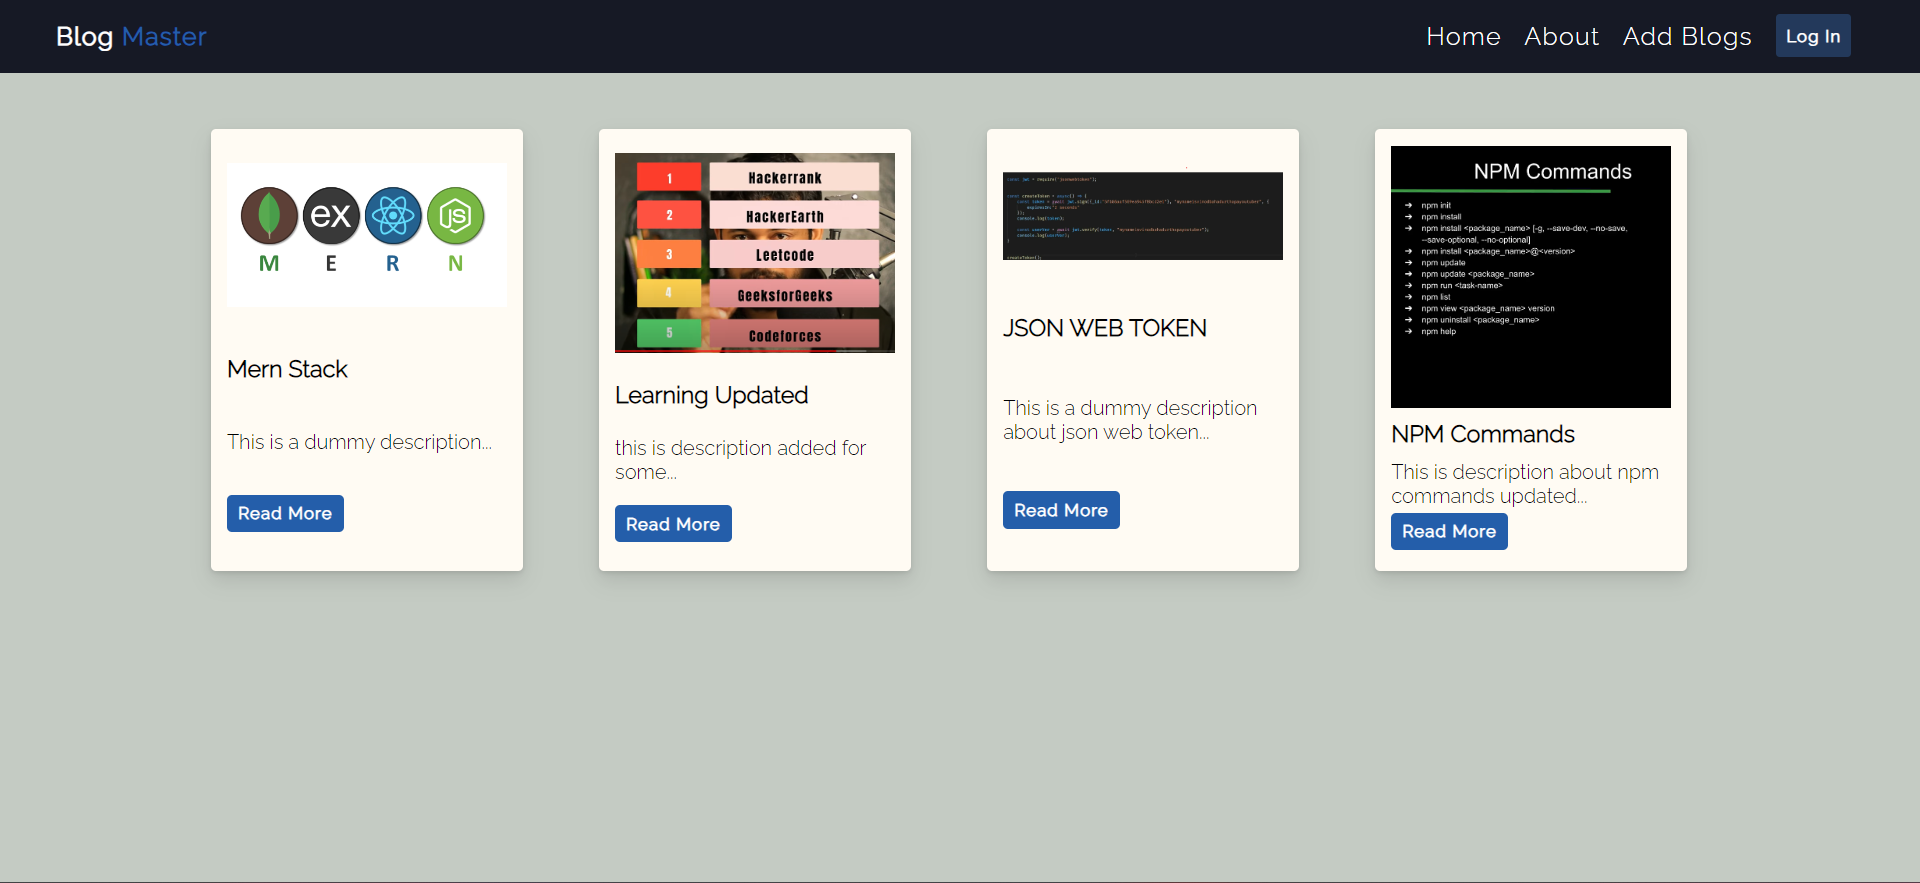 Blog Master
Home About Add Blogs Log In
ex
JS
M E R N
Mern Stack
This is a dummy description...
Read More
1 Hackerrank
2 HackerEarth
3 Leetcode
4 GeeksforGeeks
5 Codeforces
Learning Updated
this is description added for
some...
Read More
JSON WEB TOKEN
This is a dummy description
about json web token...
Read More
NPM Commands
➔ npm init
➔ npm install
➔ npm install <package_name> [-g, --save-dev, --no-save,
--save-optional, --no-optional]
➔ npm install <package_name>@<version>
➔ npm update
➔ npm update <package_name>
➔ npm run <task-name>
➔ npm list
➔ npm view <package_name> version
➔ npm uninstall <package_name>
➔ npm help
NPM Commands
This is description about npm
commands updated...
Read More